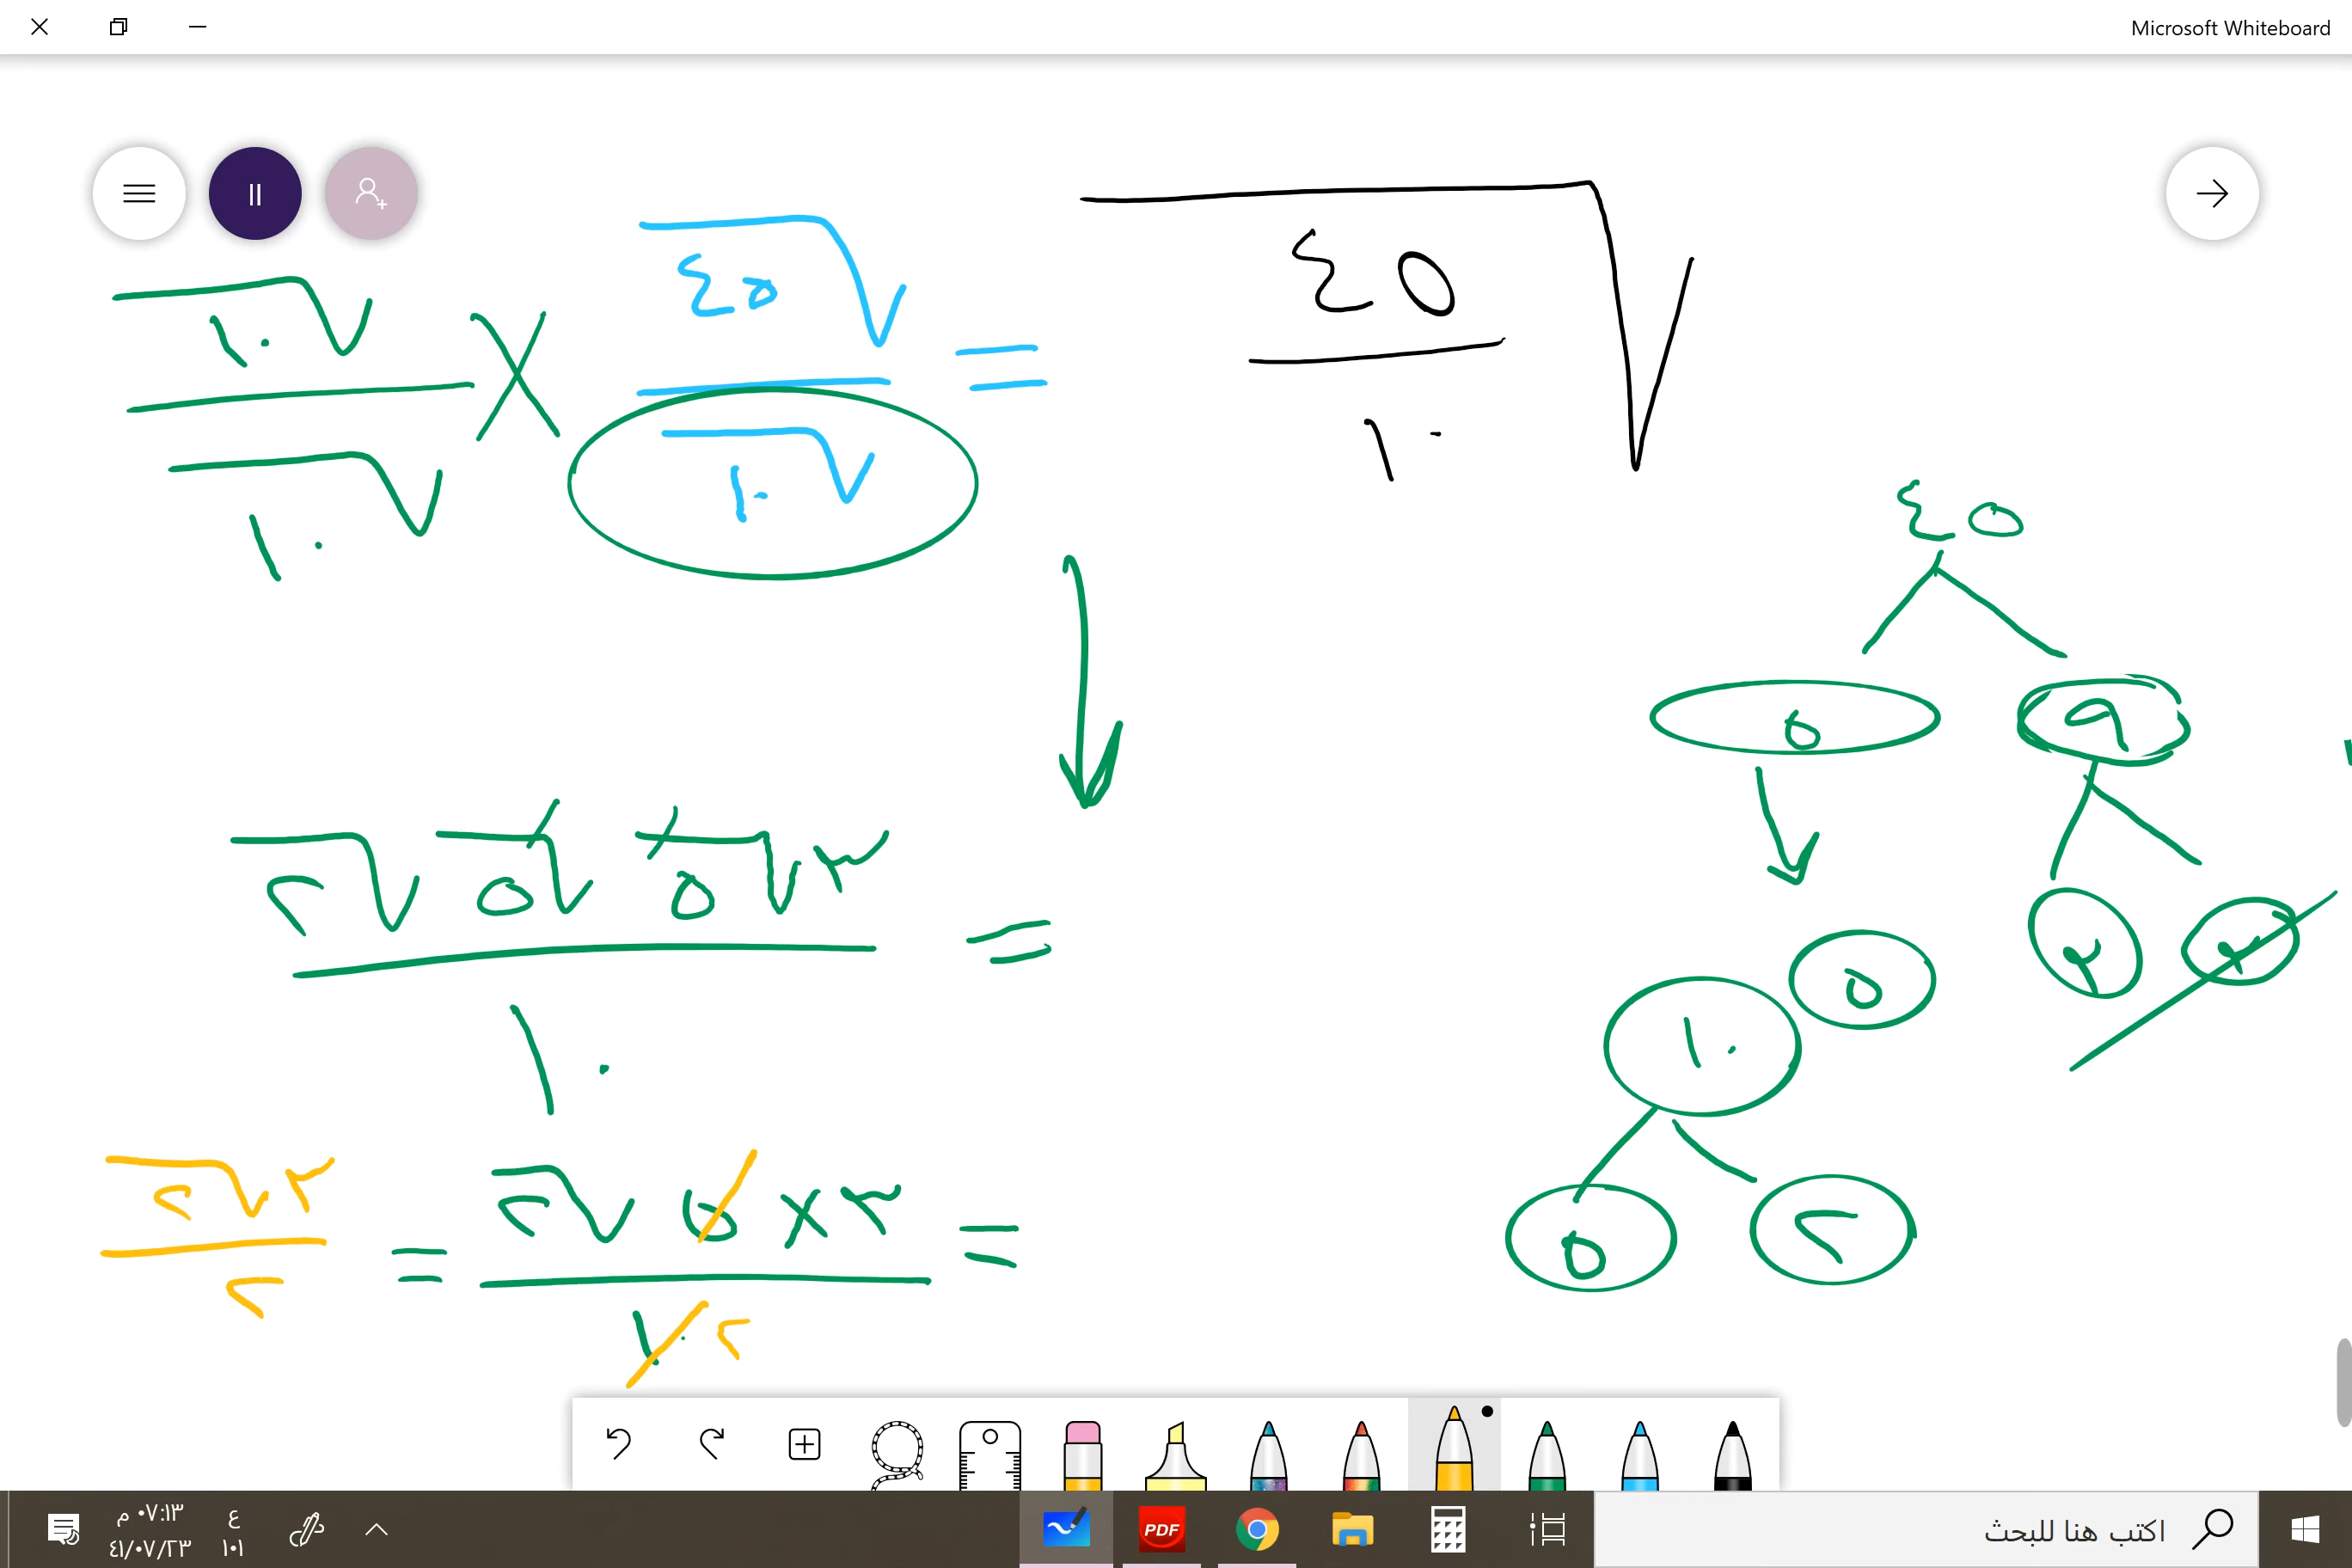 Microsoft Whiteboard
√(٤٥/١٠)
= √٤٥/√١٠ × √١٠/√١٠
٤٥
٥ ٩
٣ ٣
٥
١٠
٥ ٢
= ٣√٥ √٥ √٢ / ١٠
= ٣ × ٥ √٢ / ١٠ = ٣√٢ / ٢
٢
PDF
اكتب هنا للبحث
ع
١٠١
٠٧:١٣ م
٤١/٠٧/٢٣